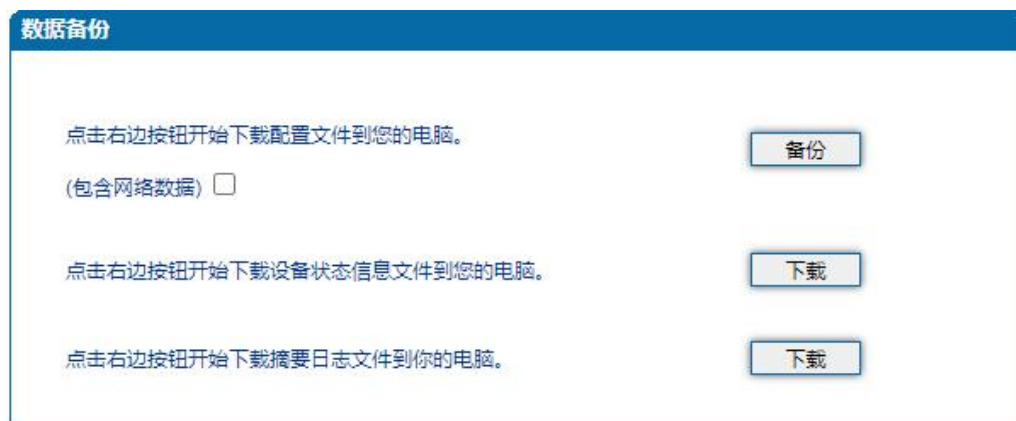 数据备份
点击右边按钮开始下载配置文件到您的电脑。
备份
(包含网络数据)
点击右边按钮开始下载设备状态信息文件到您的电脑。
下载
点击右边按钮开始下载摘要日志文件到你的电脑。
下载